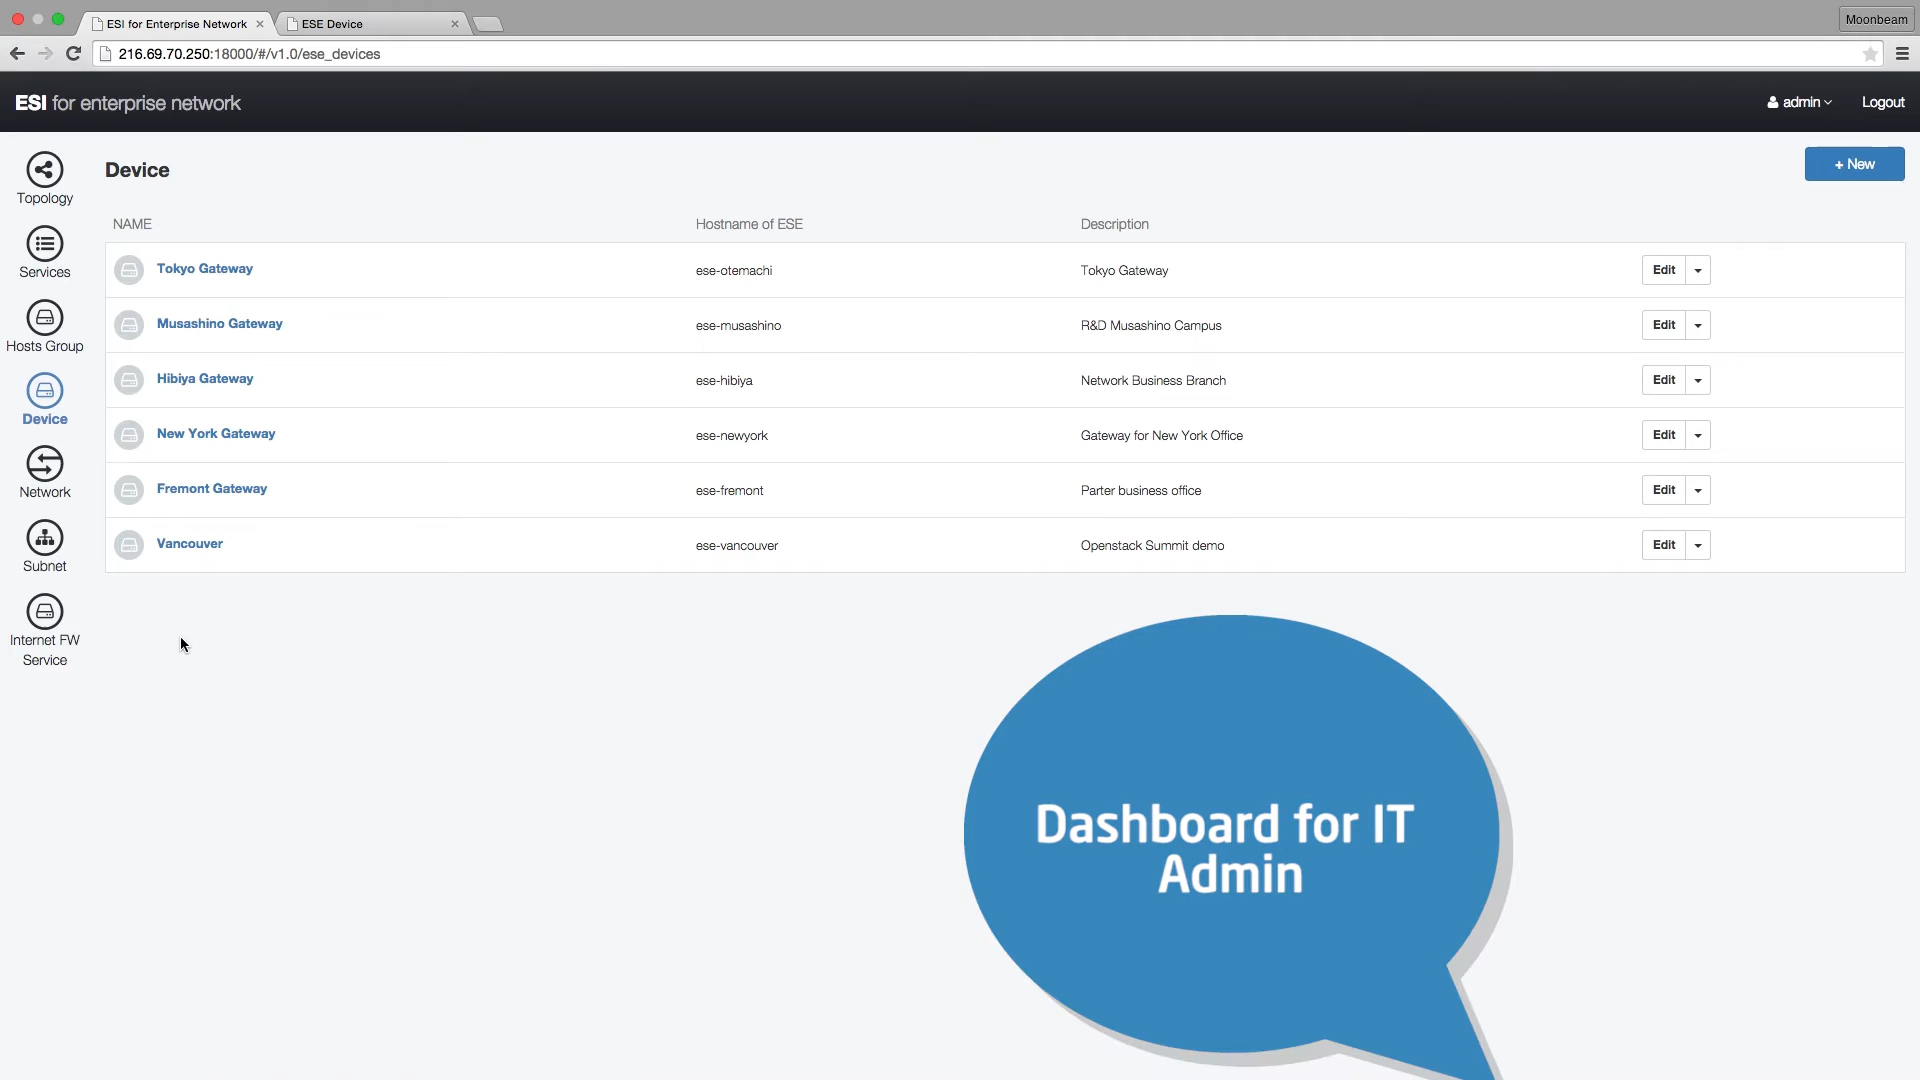 ESI for Enterprise Network
ESE Device
Moonbeam
216.69.70.250:18000/#/v1.0/ese_devices
ESI for enterprise network
admin
Logout
Topology
Services
Hosts Group
Device
Network
Subnet
Internet FW
Service
Device
+ New
NAME Hostname of ESE Description
Tokyo Gateway ese-otemachi Tokyo Gateway Edit
Musashino Gateway ese-musashino R&D Musashino Campus Edit
Hibiya Gateway ese-hibiya Network Business Branch Edit
New York Gateway ese-newyork Gateway for New York Office Edit
Fremont Gateway ese-fremont Parter business office Edit
Vancouver ese-vancouver Openstack Summit demo Edit
Dashboard for IT
Admin